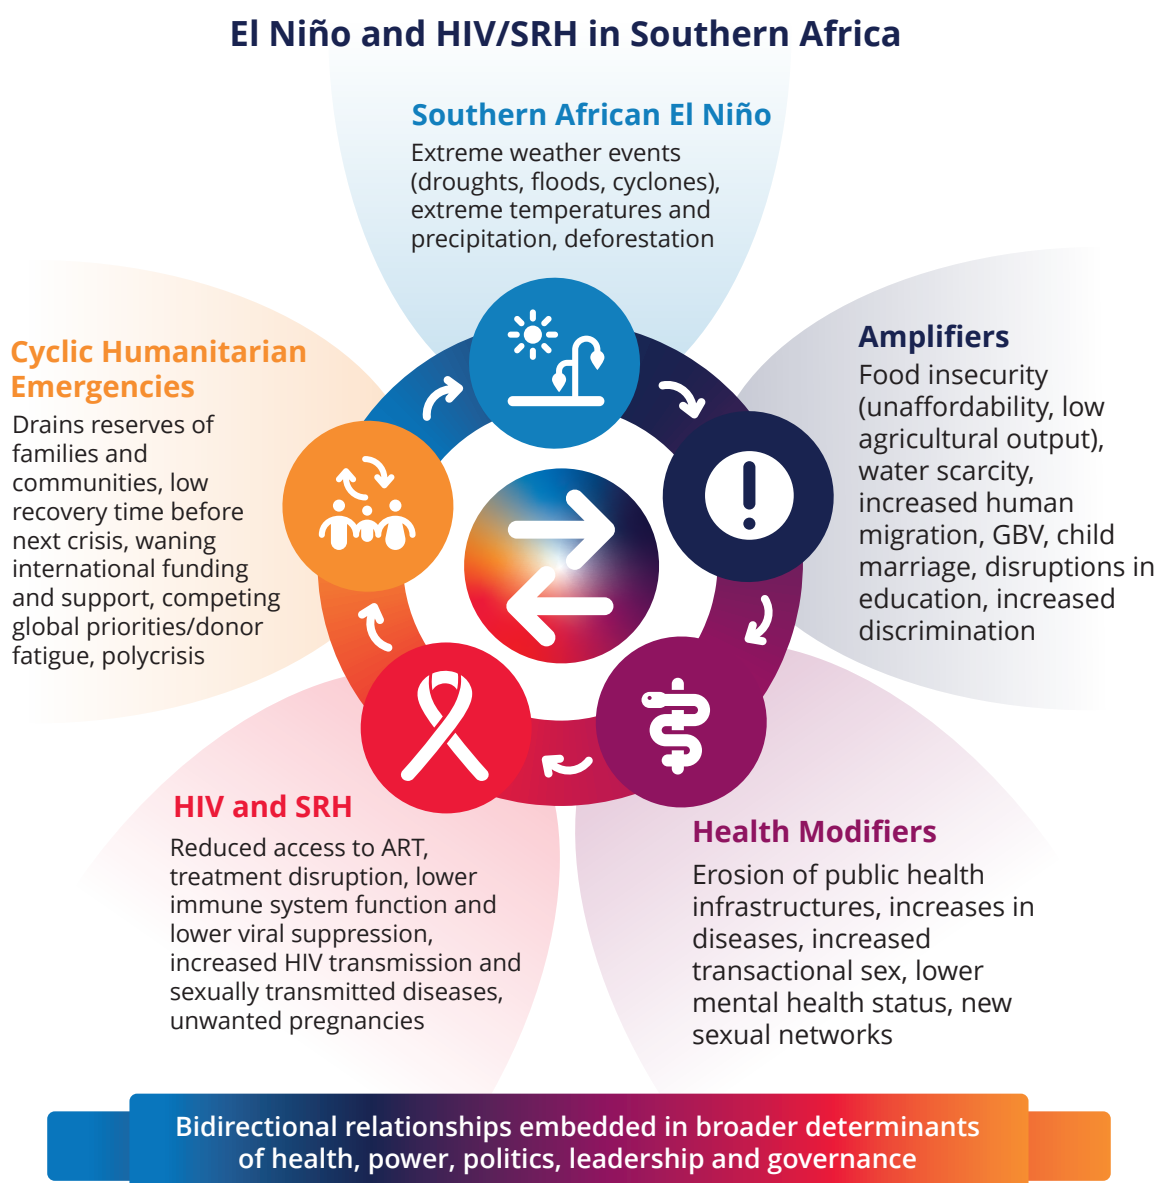 El Niño and HIV/SRH in Southern Africa
Southern African El Niño
Extreme weather events
(droughts, floods, cyclones),
extreme temperatures and
precipitation, deforestation
Amplifiers
Food insecurity
(unaffordability, low
agricultural output),
water scarcity,
increased human
migration, GBV, child
marriage, disruptions in
education, increased
discrimination
Health Modifiers
Erosion of public health
infrastructures, increases in
diseases, increased
transactional sex, lower
mental health status, new
sexual networks
HIV and SRH
Reduced access to ART,
treatment disruption, lower
immune system function and
lower viral suppression,
increased HIV transmission and
sexually transmitted diseases,
unwanted pregnancies
Cyclic Humanitarian
Emergencies
Drains reserves of
families and
communities, low
recovery time before
next crisis, waning
international funding
and support, competing
global priorities/donor
fatigue, polycrisis
Bidirectional relationships embedded in broader determinants
of health, power, politics, leadership and governance